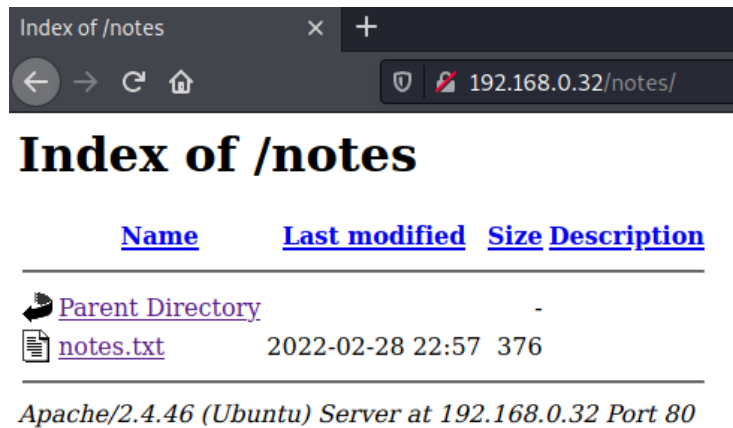 Index of /notes
192.168.0.32/notes/
Index of /notes
Name Last modified Size Description
Parent Directory -
notes.txt 2022-02-28 22:57 376
Apache/2.4.46 (Ubuntu) Server at 192.168.0.32 Port 80